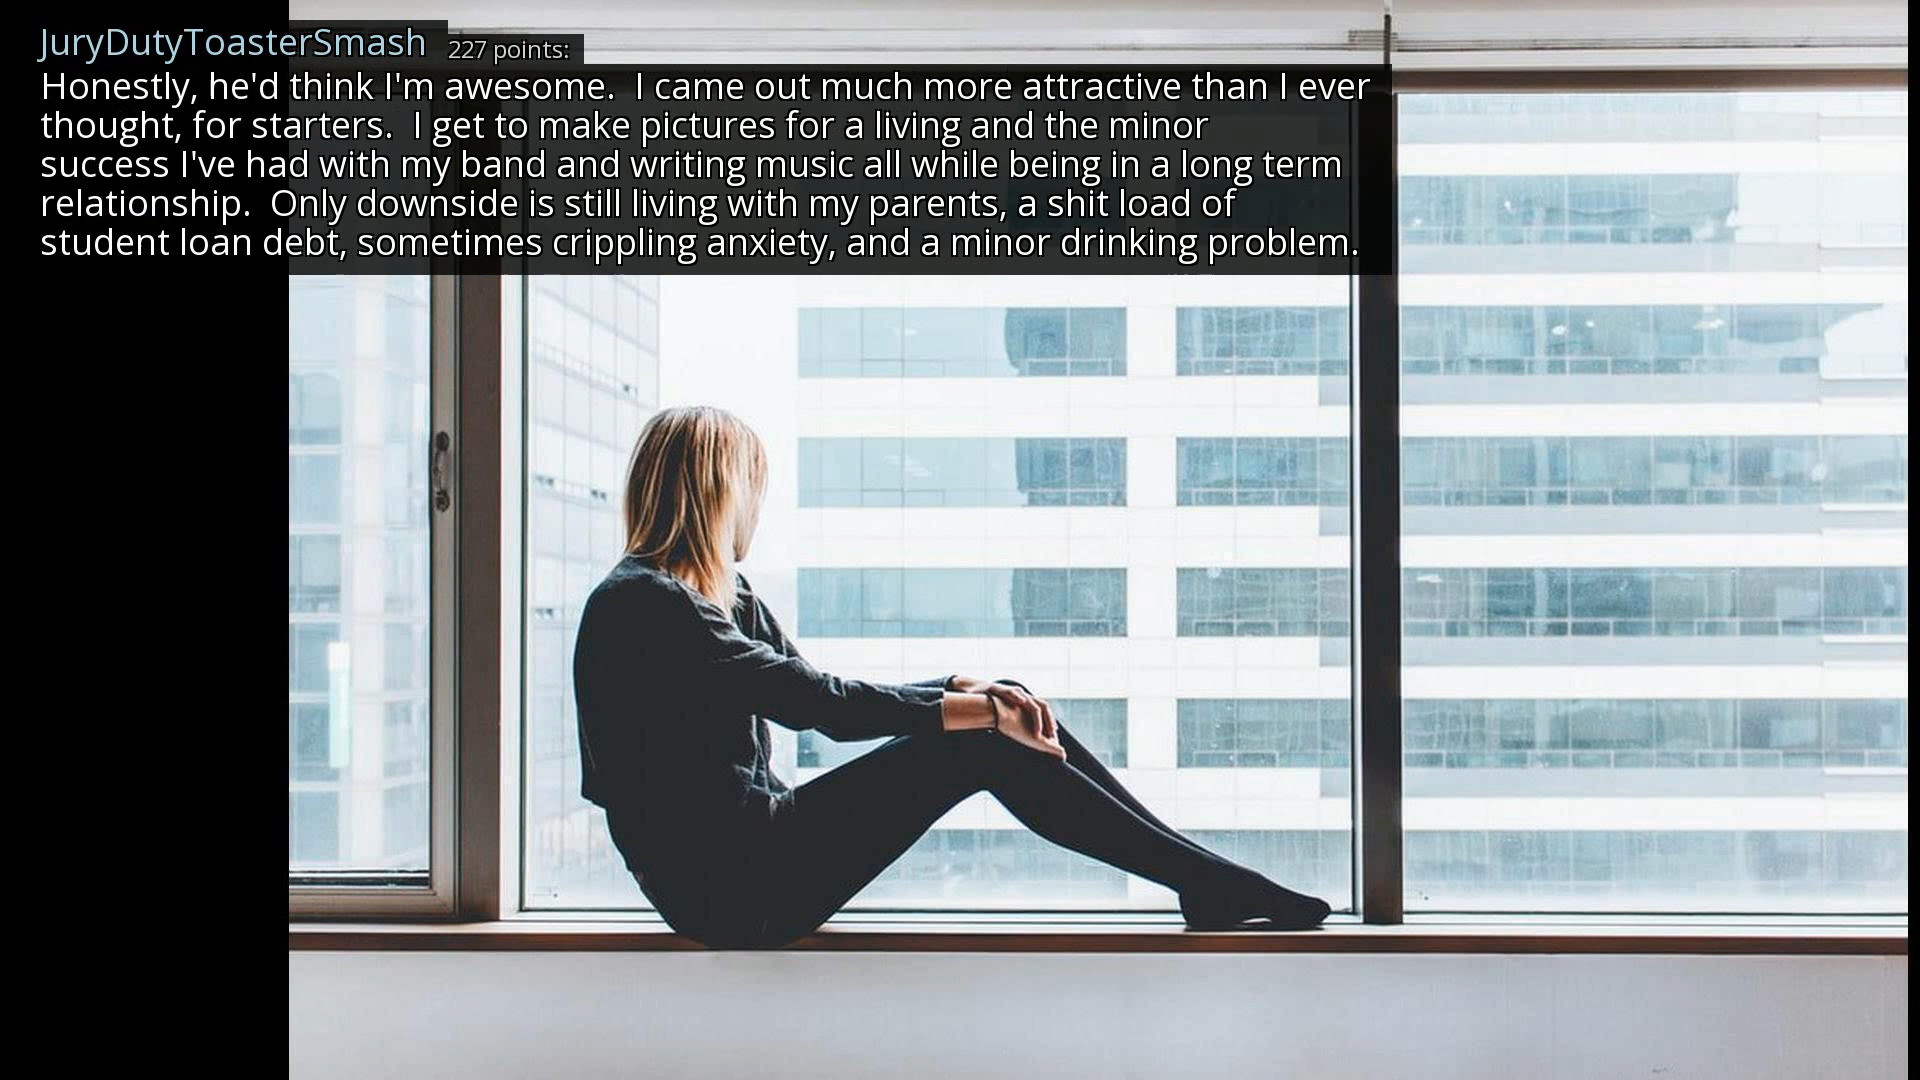 JuryDutyToasterSmash 227 points:
Honestly, he'd think I'm awesome.  I came out much more attractive than I ever
thought, for starters.  I get to make pictures for a living and the minor
success I've had with my band and writing music all while being in a long term
relationship.  Only downside is still living with my parents, a shit load of
student loan debt, sometimes crippling anxiety, and a minor drinking problem.